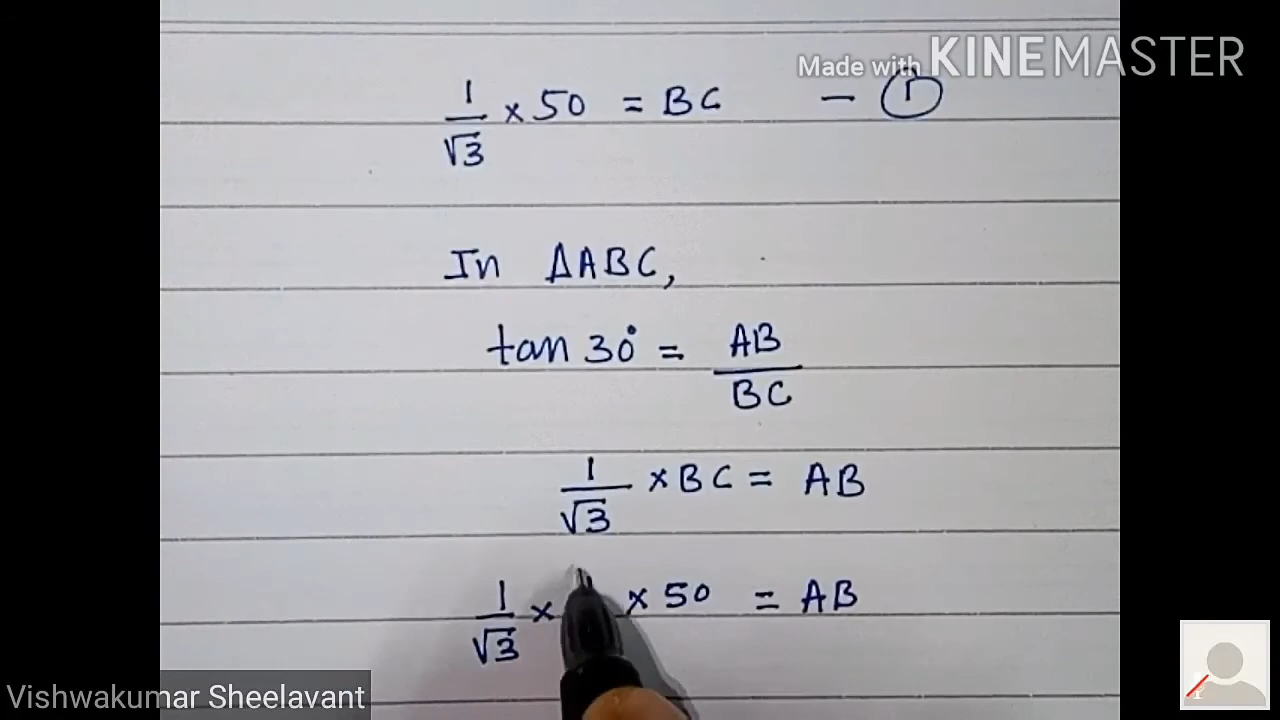 Made with KINEMASTER
1/√3 × 50 = BC — ①
In ΔABC,
tan 30° = AB/BC
1/√3 × BC = AB
1/√3 × × 50 = AB
Vishwakumar Sheelavant